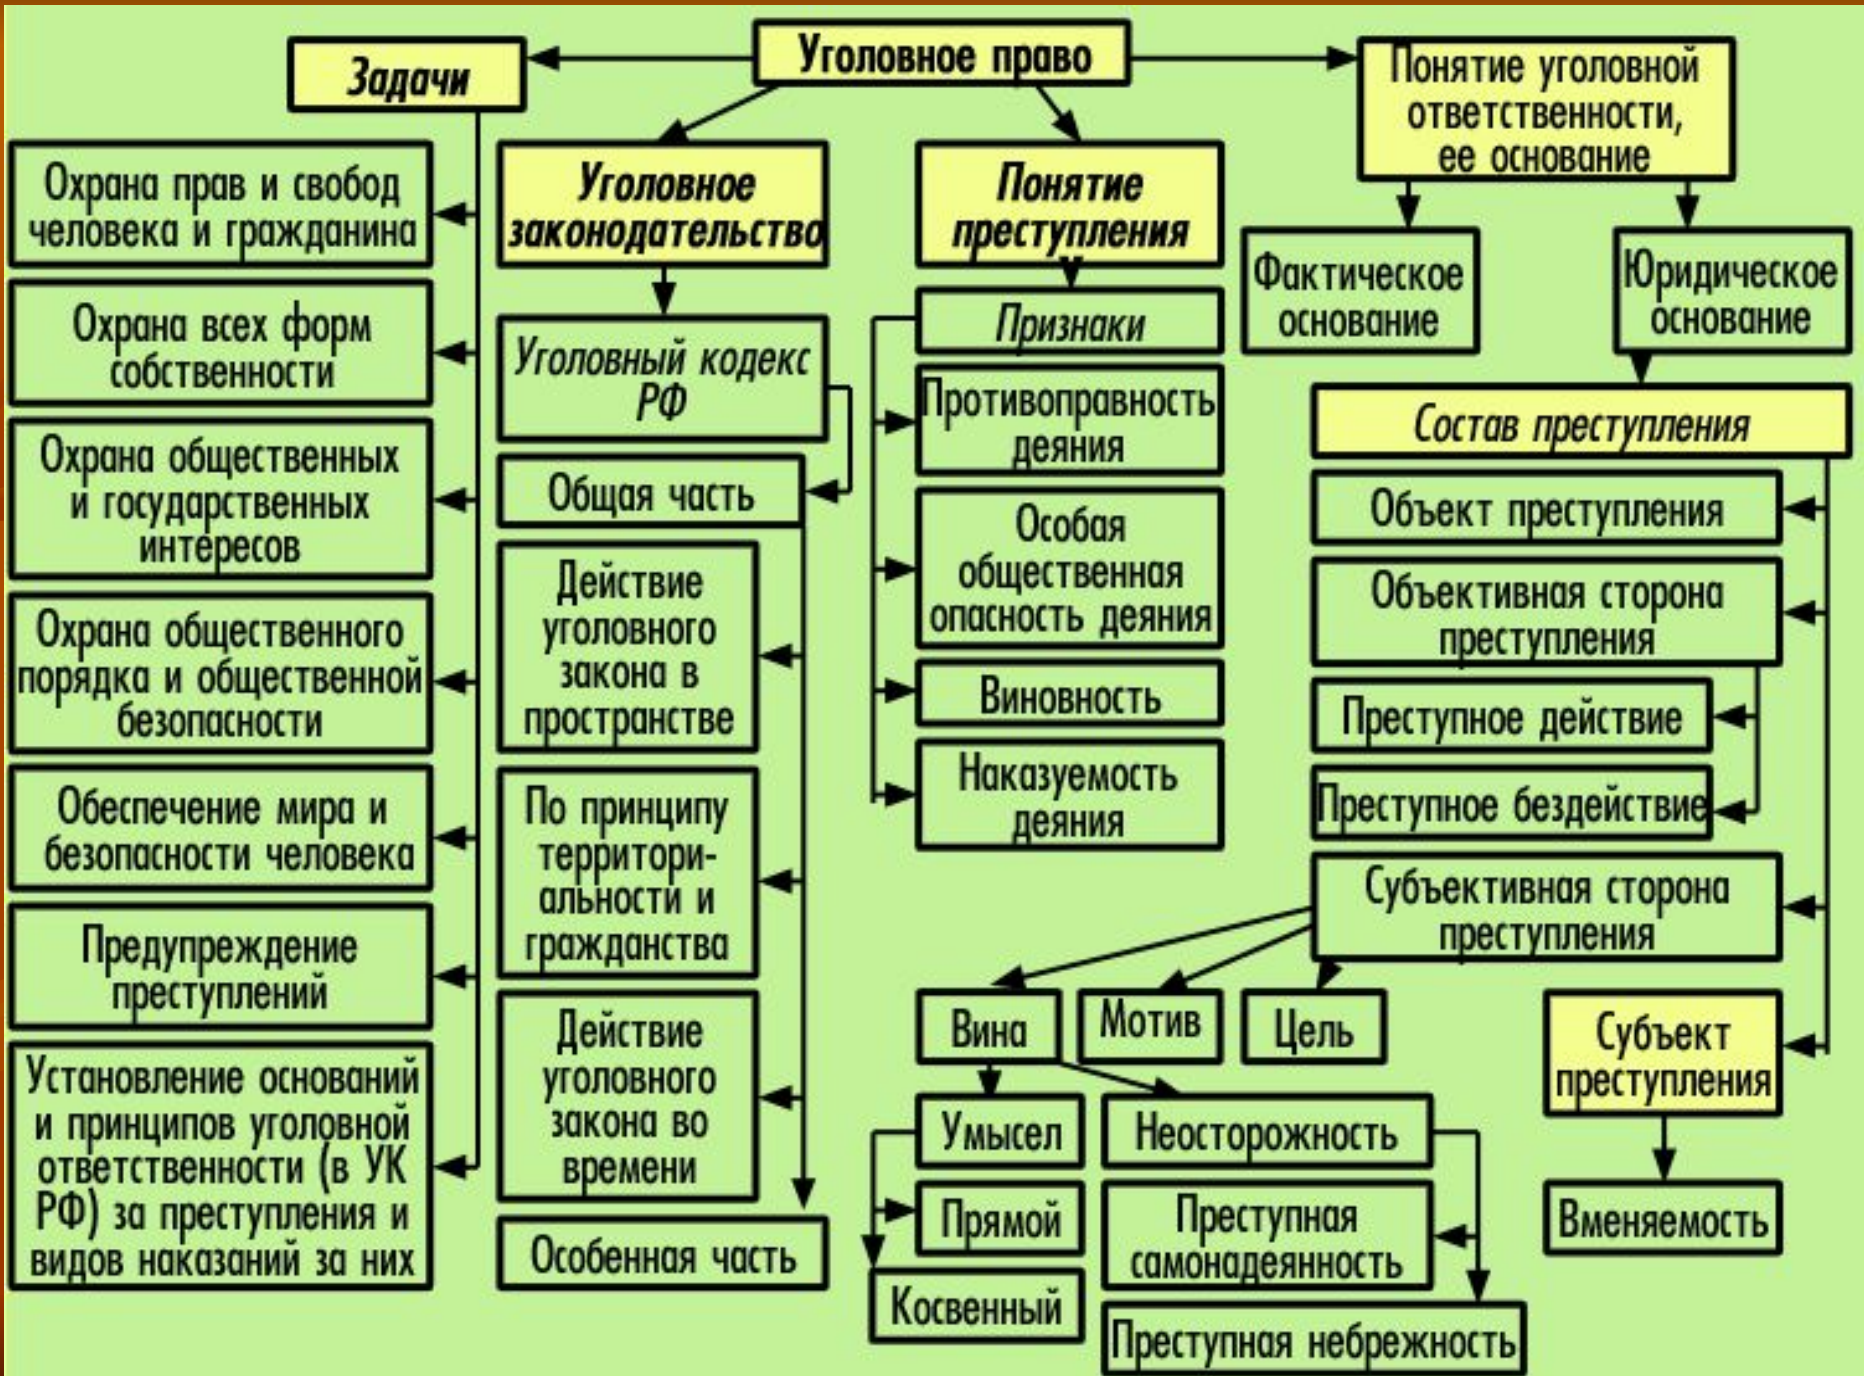 Уголовное право
Задачи
Охрана прав и свобод
человека и гражданина
Охрана всех форм
собственности
Охрана общественных
и государственных
интересов
Охрана общественного
порядка и общественной
безопасности
Обеспечение мира и
безопасности человека
Предупреждение
преступлений
Установление оснований
и принципов уголовной
ответственности (в УК
РФ) за преступления и
видов наказаний за них
Уголовное
законодательство
Уголовный кодекс
РФ
Общая часть
Действие
уголовного
закона в
пространстве
По принципу
территори-
альности и
гражданства
Действие
уголовного
закона во
времени
Особенная часть
Понятие
преступления
Признаки
Противоправность
деяния
Особая
общественная
опасность деяния
Виновность
Наказуемость
деяния
Понятие уголовной
ответственности,
ее основание
Фактическое
основание
Юридическое
основание
Состав преступления
Объект преступления
Объективная сторона
преступления
Преступное действие
Преступное бездействие
Субъективная сторона
преступления
Вина
Мотив
Цель
Умысел
Прямой
Косвенный
Неосторожность
Преступная
самонадеянность
Преступная небрежность
Субъект
преступления
Вменяемость